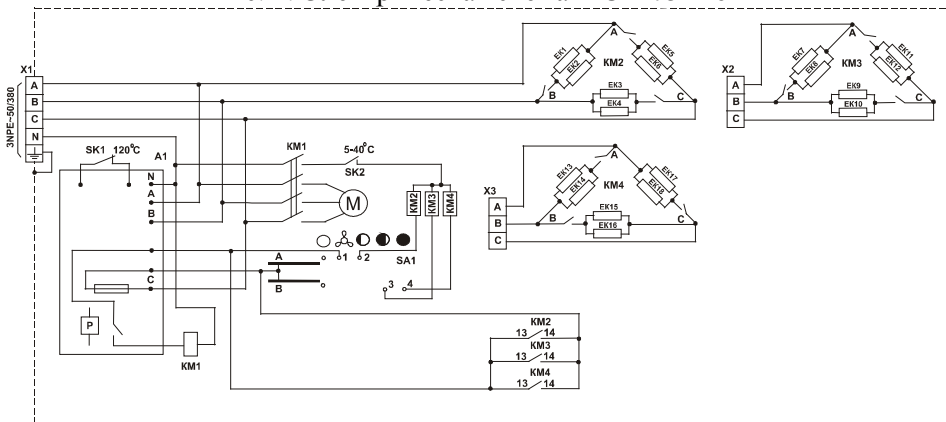 X1
A
B
C
N
3NPE~50/380
SK1 120°C
A1
N
A
B
C
P
KM1
KM1
5-40°C
SK2
M
KM2
KM3
KM4
1
2
SA1
A
B
3
4
KM2
13 14
KM3
13 14
KM4
13 14
A
EK1
EK2
EK5
EK6
KM2
EK3
EK4
B
C
X2
A
B
C
A
EK7
EK8
EK11
EK12
KM3
EK9
EK10
B
C
X3
A
B
C
A
EK13
EK14
EK17
EK18
KM4
EK15
EK16
B
C